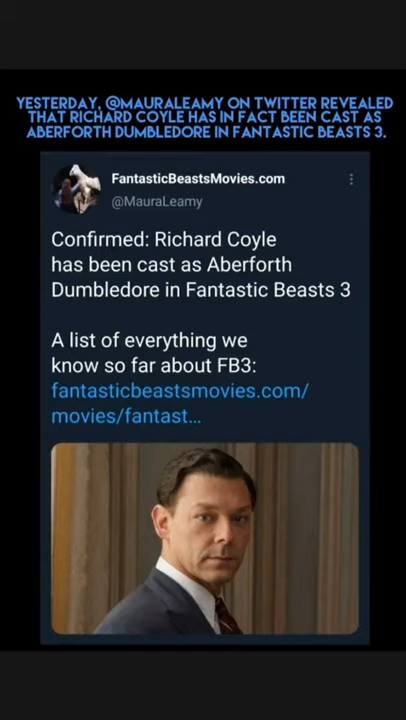 YESTERDAY, @MAURALEAMY ON TWITTER REVEALED
THAT RICHARD COYLE HAS IN FACT BEEN CAST AS
ABERFORTH DUMBLEDORE IN FANTASTIC BEASTS 3.
FantasticBeastsMovies.com
@MauraLeamy
Confirmed: Richard Coyle
has been cast as Aberforth
Dumbledore in Fantastic Beasts 3
A list of everything we
know so far about FB3:
fantasticbeastsmovies.com/
movies/fantast...